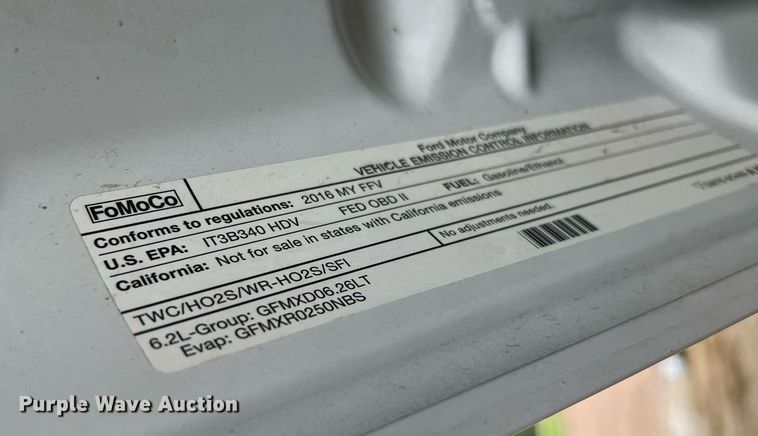 FoMoCo
Ford Motor Company
VEHICLE EMISSION CONTROL INFORMATION
Conforms to regulations: 2016 MY FFV
FUEL: Gasoline/Ethanol
U.S. EPA: IT3B340 HDV FED OBD II
California: Not for sale in states with California emissions
No adjustments needed.
TWC/HO2S/WR-HO2S/SFI
6.2L-Group: GFMXD06.26LT
Evap: GFMXR0250NBS
Purple Wave Auction